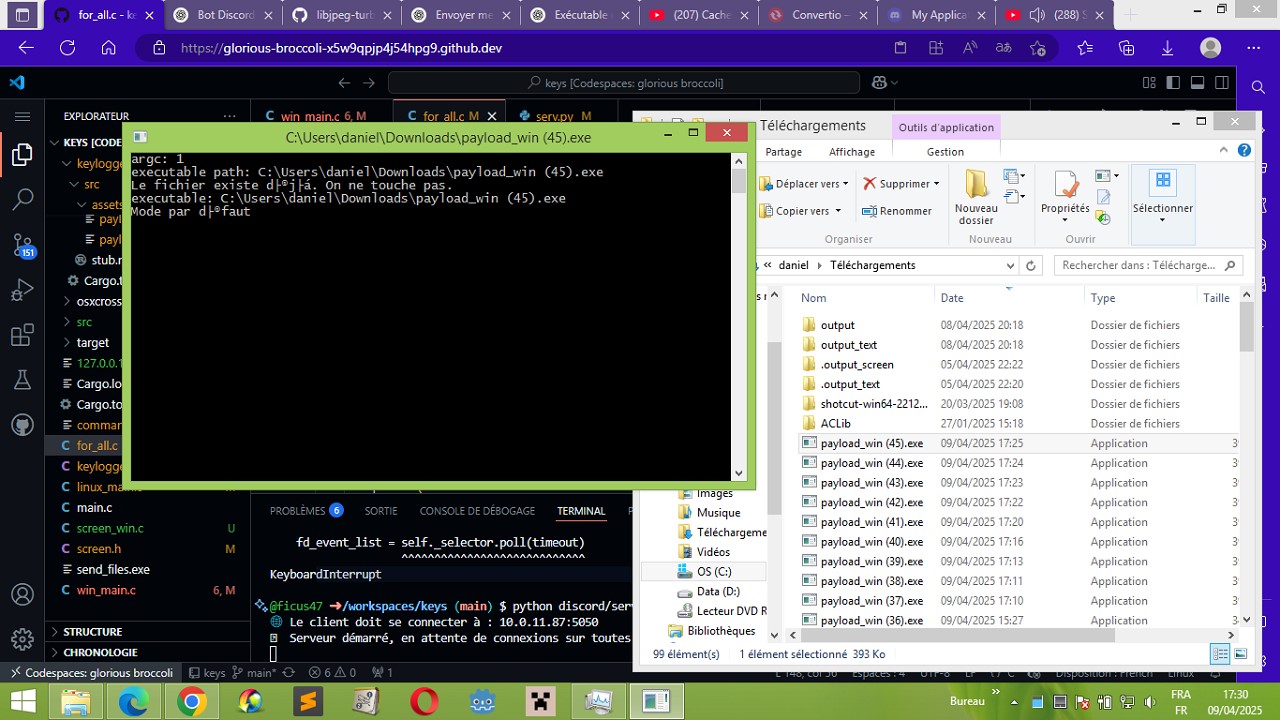 for_all.c - ke
Bot Discord
libjpeg-turb
Envoyer me
Exécutable
(207) Cache
Convertio —
My Applica
(288) S
https://glorious-broccoli-x5w9qpjp4j54hpg9.github.dev
keys [Codespaces: glorious broccoli]
EXPLORATEUR
win_main.c 6, M
for_all.c M
serv.py
KEYS [CODE
keylogge
src
assets
payl
payl
stub.r
Cargo.t
osxcross
src
target
127.0.0.1
Cargo.lo
Cargo.to
comman
for_all.c
keylogge
linux_main.c
main.c
screen_win.c U
screen.h M
send_files.exe
win_main.c 6, M
STRUCTURE
CHRONOLOGIE
151
C:\Users\daniel\Downloads\payload_win (45).exe
argc: 1
executable path: C:\Users\daniel\Downloads\payload_win (45).exe
Le fichier existe d├®j├á. On ne touche pas.
executable: C:\Users\daniel\Downloads\payload_win (45).exe
Mode par d├®faut
PROBLÈMES 6
SORTIE
CONSOLE DE DÉBOGAGE
TERMINAL
fd_event_list = self._selector.poll(timeout)
^^^^^^^^^^^^^^^^^^^^^^^^^^^^
KeyboardInterrupt
@ficus47 ➜/workspaces/keys (main) $ python discord/serv
Le client doit se connecter à : 10.0.11.87:5050
Serveur démarré, en attente de connexions sur toutes
Codespaces: glorious broccoli
keys
main*
6 0
1
L 148, col 56
Espaces : 4
UTF-8
LF
Disposition : French
Linux
Téléchargements
Outils d'application
Partage
Affichage
Gestion
Déplacer vers
Supprimer
Copier vers
Renommer
Nouveau
dossier
Propriétés
Sélectionner
Organiser
Nouveau
Ouvrir
« daniel Téléchargements
Rechercher dans : Télécharge...
Nom Date Type Taille
output 08/04/2025 20:18 Dossier de fichiers
output_text 08/04/2025 20:18 Dossier de fichiers
.output_screen 05/04/2025 22:22 Dossier de fichiers
.output_text 05/04/2025 22:20 Dossier de fichiers
shotcut-win64-2212... 20/03/2025 19:08 Dossier de fichiers
ACLib 27/01/2025 15:18 Dossier de fichiers
payload_win (45).exe 09/04/2025 17:25 Application
payload_win (44).exe 09/04/2025 17:24 Application
payload_win (43).exe 09/04/2025 17:23 Application
payload_win (42).exe 09/04/2025 17:22 Application
payload_win (41).exe 09/04/2025 17:20 Application
payload_win (40).exe 09/04/2025 17:16 Application
payload_win (39).exe 09/04/2025 17:13 Application
payload_win (38).exe 09/04/2025 17:11 Application
payload_win (37).exe 09/04/2025 17:10 Application
payload_win (36).exe 09/04/2025 15:27 Application
Images
Musique
Téléchargeme
Vidéos
OS (C:)
Data (D:)
Lecteur DVD R
Bibliothèques
99 élément(s)
1 élément sélectionné 393 Ko
Bureau
FRA
FR
17:30
09/04/2025